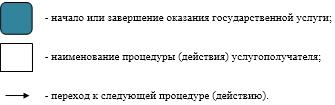 - начало или завершение оказания государственной услуги;
- наименование процедуры (действия) услугополучателя;
- переход к следующей процедуре (действию).